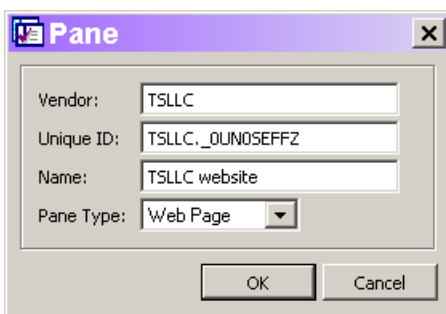 Pane
Vendor: TSLLC
Unique ID: TSLLC._0UN0SEFFZ
Name: TSLLC website
Pane Type: Web Page
OK Cancel